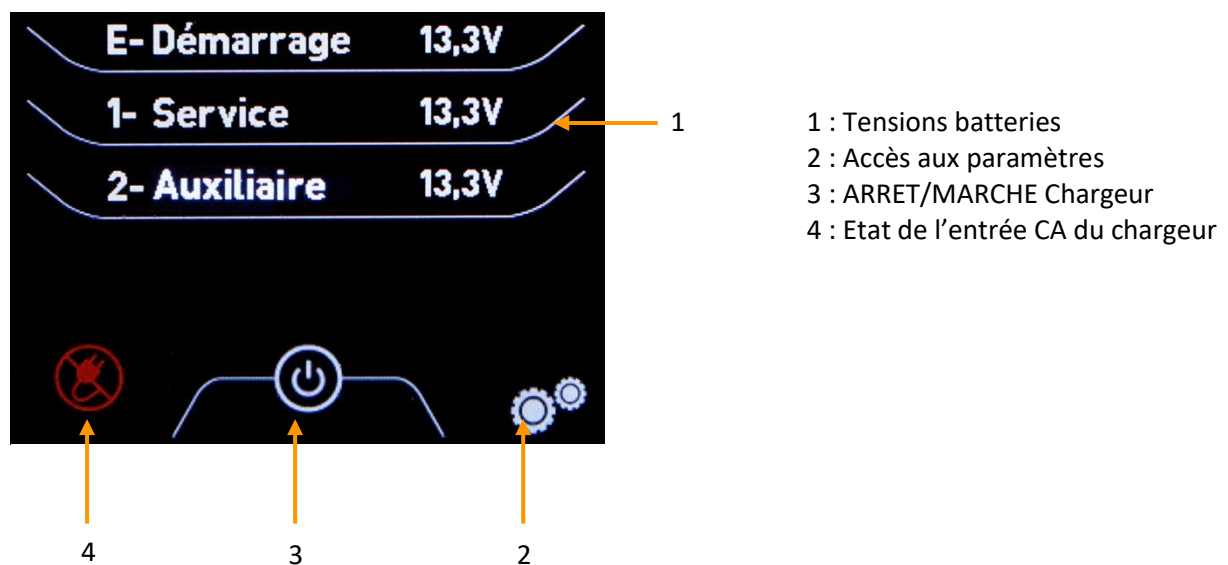 E- Démarrage 13,3V
1- Service 13,3V
2- Auxiliaire 13,3V
1
1 : Tensions batteries
2 : Accès aux paramètres
3 : ARRET/MARCHE Chargeur
4 : Etat de l’entrée CA du chargeur
4 3 2